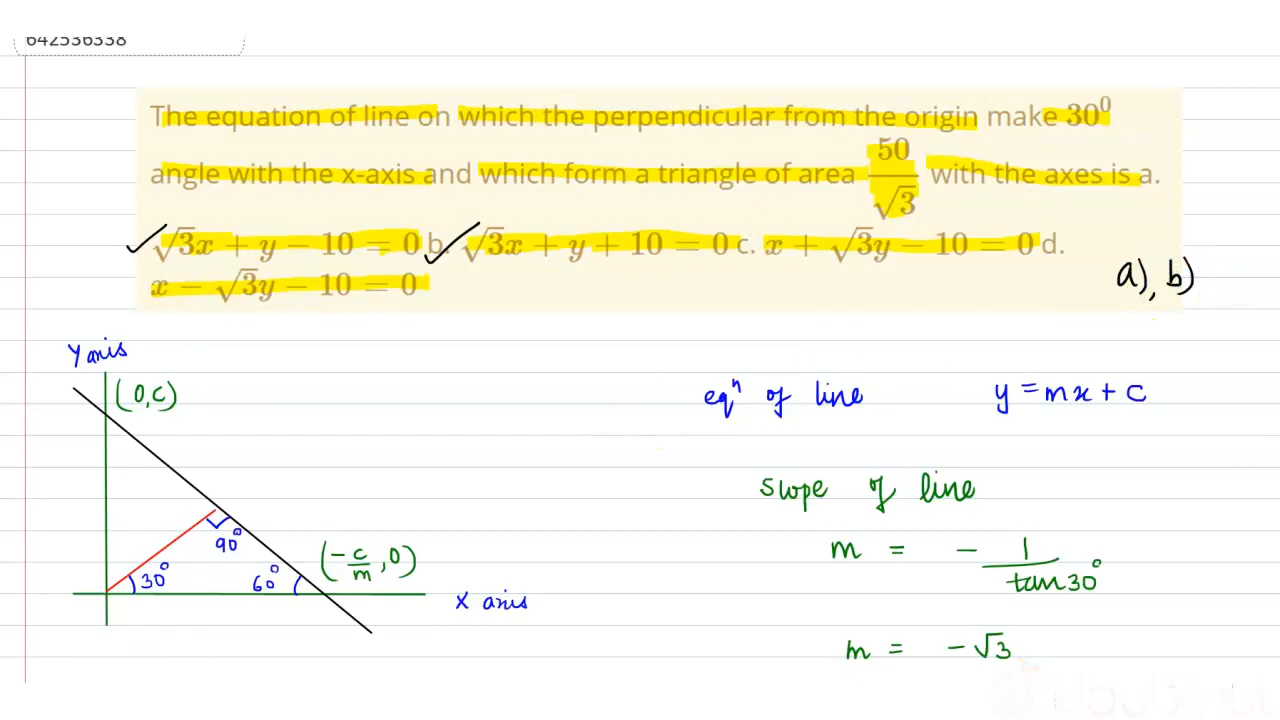 642536338
The equation of line on which the perpendicular from the origin make 30⁰
angle with the x-axis and which form a triangle of area 50/√3 with the axes is a.
√3x + y − 10 = 0 b. √3x + y + 10 = 0 c. x + √3y − 10 = 0 d.
x − √3y − 10 = 0
a), b)
Y axis
(0,c)
eqⁿ of line y = mx + c
slope of line
90°
(-c/m, 0)
m = - 1/tan30°
30°
60°
X axis
m = -√3